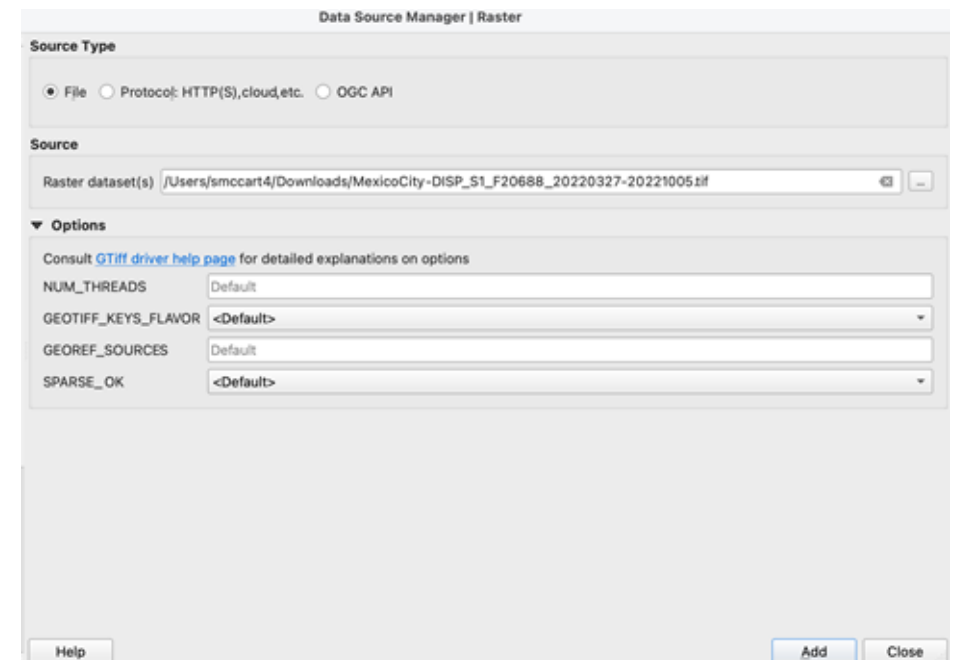 Data Source Manager | Raster
Source Type
File Protocol: HTTP(S),cloud,etc. OGC API
Source
Raster dataset(s) /Users/smccart4/Downloads/MexicoCity-DISP_S1_F20688_20220327-20221005.tif ...
Options
Consult GTiff driver help page for detailed explanations on options
NUM_THREADS Default
GEOTIFF_KEYS_FLAVOR <Default>
GEOREF_SOURCES Default
SPARSE_OK <Default>
Help Add Close